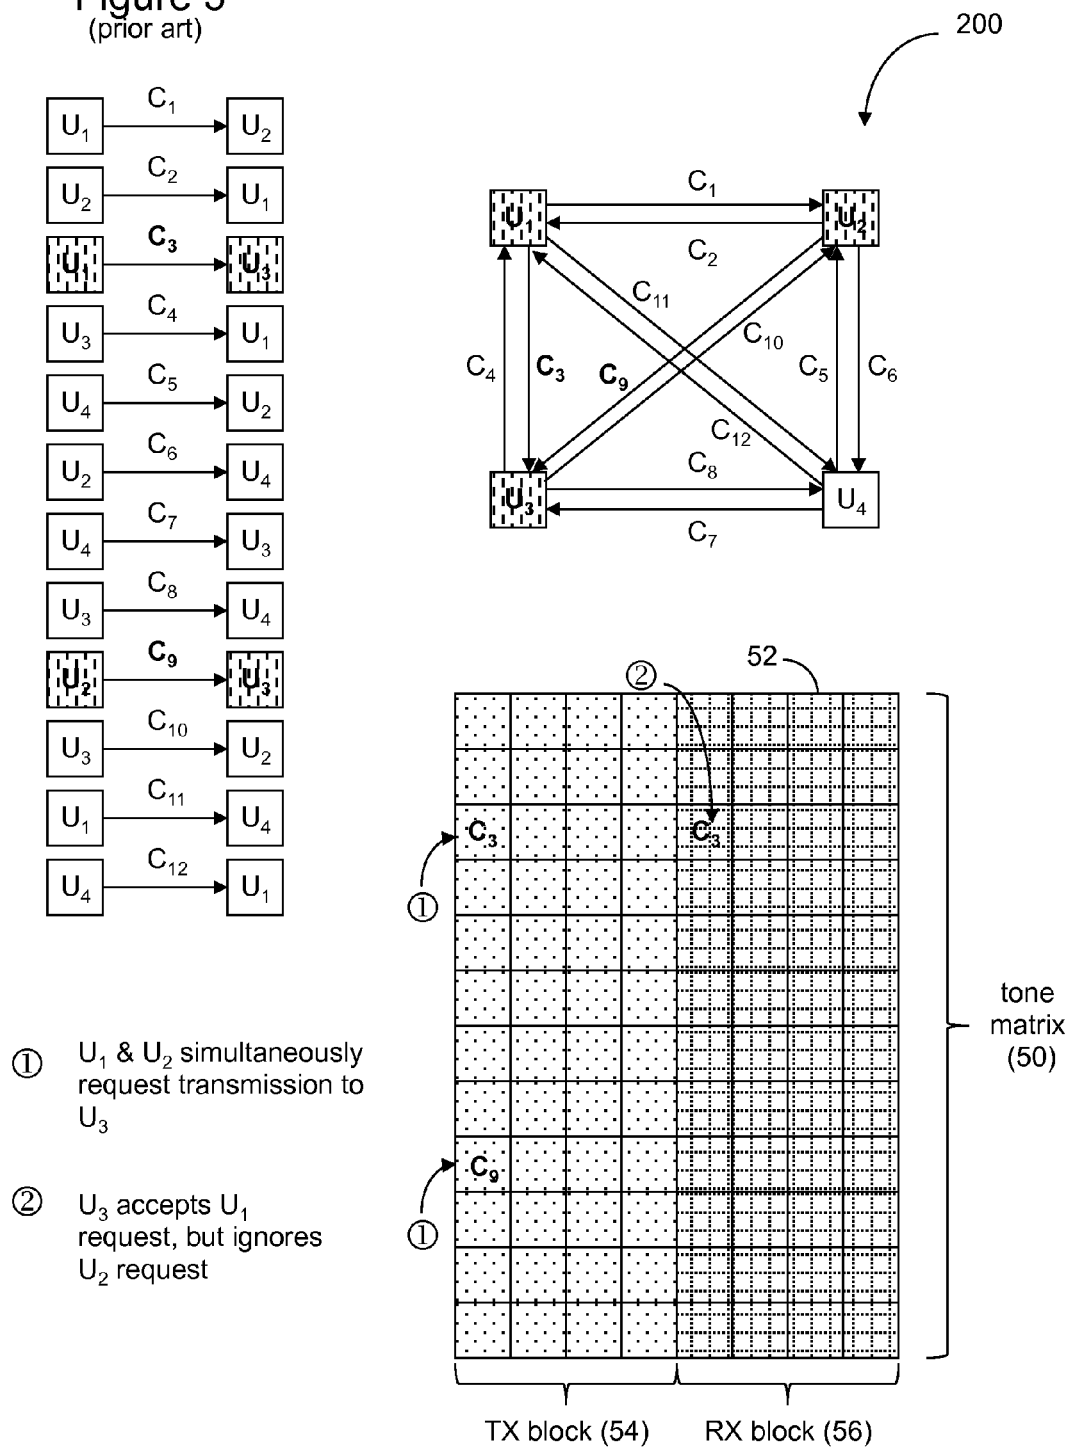 Figure 5
(prior art)
200
U1 C1 U2
U2 C2 U1
U1 C3 U3
U3 C4 U1
U4 C5 U2
U2 C6 U4
U4 C7 U3
U3 C8 U4
U2 C9 U3
U3 C10 U2
U1 C11 U4
U4 C12 U1
U1 C1 U2
C2
C11
C10
C4 C3 C9 C5 C6
C12
C8
U3 U4
C7
52
②
C3 C3
①
C9
①
tone
matrix
(50)
TX block (54) RX block (56)
① U1 & U2 simultaneously
request transmission to
U3
② U3 accepts U1
request, but ignores
U2 request